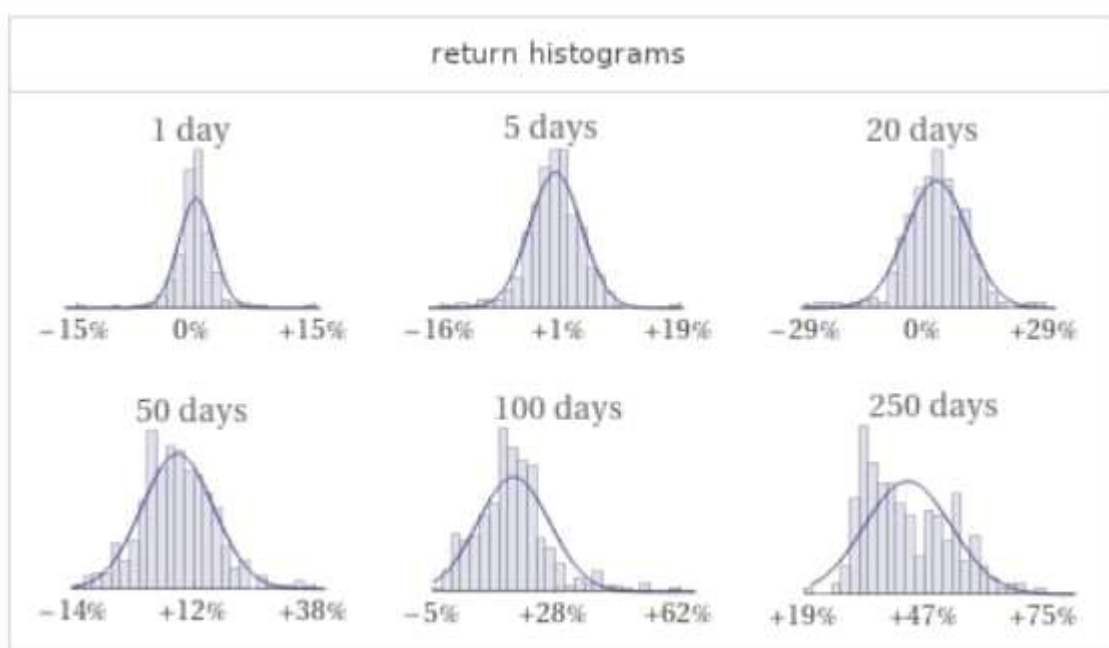 return histograms
1 day 5 days 20 days
−15% 0% +15% −16% +1% +19% −29% 0% +29%
50 days 100 days 250 days
−14% +12% +38% −5% +28% +62% +19% +47% +75%